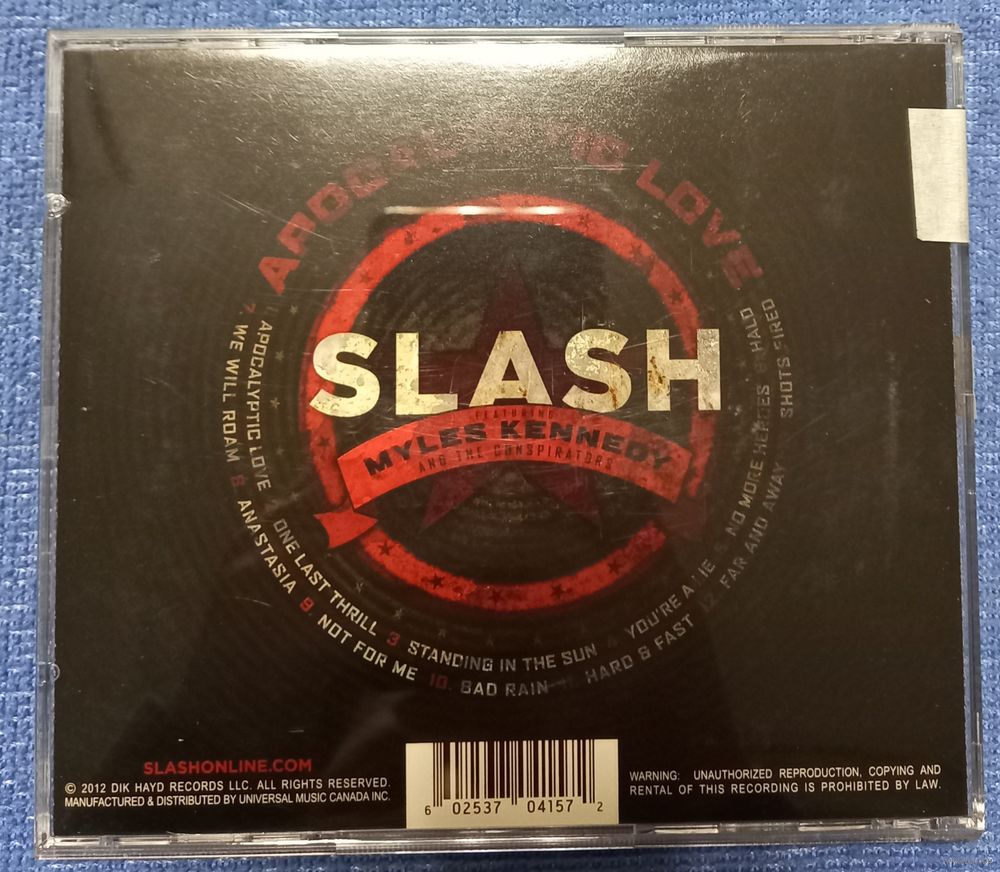 LOVE
SLASH
FEATURING
MYLES KENNEDY
AND THE CONSPIRATORS
APOCALYPTIC LOVE
ONE LAST THRILL
3 STANDING IN THE SUN
YOU'RE A LIE
NO MORE HEROES
HALO
7. WE WILL ROAM
8 ANASTASIA
9. NOT FOR ME
10. BAD RAIN
HARD & FAST
12. FAR AND AWAY
SHOTS FIRED
SLASHONLINE.COM
© 2012 DIK HAYD RECORDS LLC. ALL RIGHTS RESERVED.
MANUFACTURED & DISTRIBUTED BY UNIVERSAL MUSIC CANADA INC.
6 02537 04157 2
WARNING: UNAUTHORIZED REPRODUCTION, COPYING AND
RENTAL OF THIS RECORDING IS PROHIBITED BY LAW.